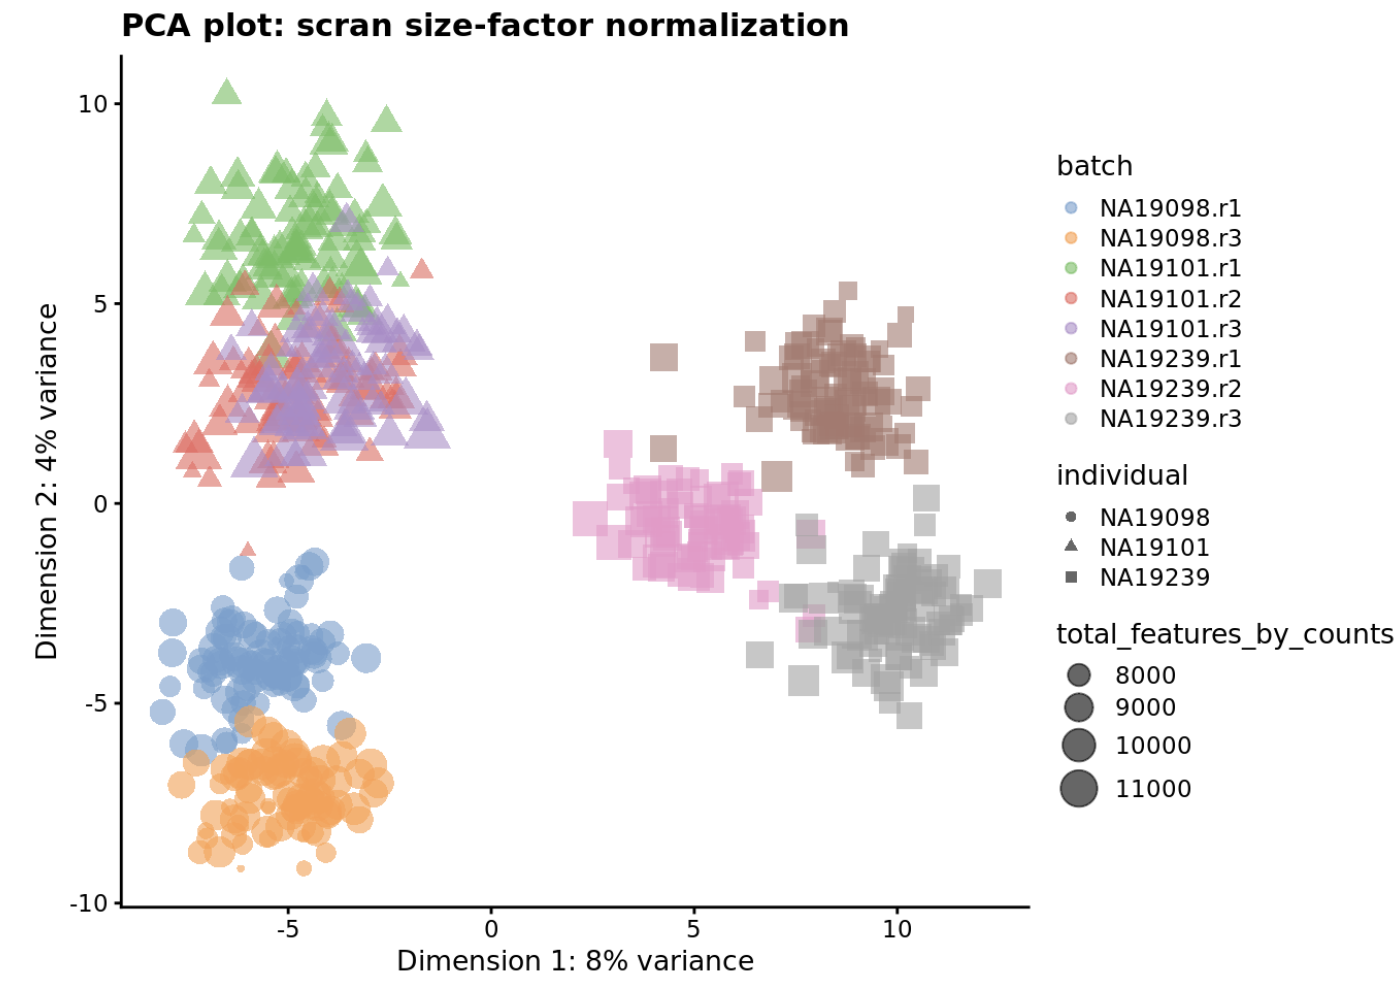 PCA plot: scran size-factor normalization
10
5
0
-5
-10
Dimension 2: 4% variance
-5
0
5
10
Dimension 1: 8% variance
batch
NA19098.r1
NA19098.r3
NA19101.r1
NA19101.r2
NA19101.r3
NA19239.r1
NA19239.r2
NA19239.r3
individual
NA19098
NA19101
NA19239
total_features_by_counts
8000
9000
10000
11000